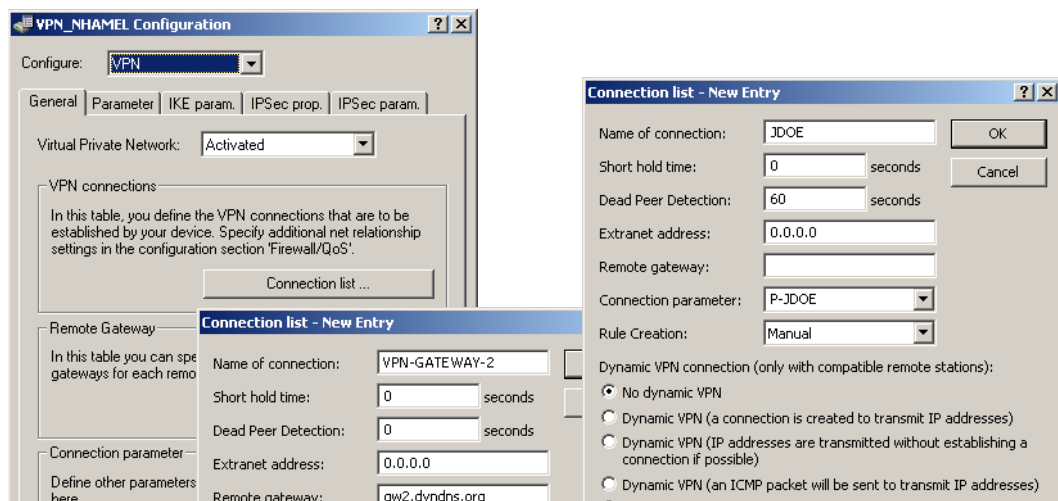 VPN_NHAMEL Configuration
Configure: VPN
General Parameter IKE param. IPSec prop. IPSec param.
Virtual Private Network: Activated
VPN connections
In this table, you define the VPN connections that are to be
established by your device. Specify additional net relationship
settings in the configuration section 'Firewall/QoS'.
Connection list ...
Remote Gateway
In this table you can spe
gateways for each remo
Connection parameter
Define other parameters
here
Connection list - New Entry
Name of connection: VPN-GATEWAY-2
Short hold time: 0 seconds
Dead Peer Detection: 0 seconds
Extranet address: 0.0.0.0
Remote gateway: gw2.dyndns.org
Connection list - New Entry
Name of connection: JDOE
OK
Short hold time: 0 seconds
Cancel
Dead Peer Detection: 60 seconds
Extranet address: 0.0.0.0
Remote gateway:
Connection parameter: P-JDOE
Rule Creation: Manual
Dynamic VPN connection (only with compatible remote stations):
No dynamic VPN
Dynamic VPN (a connection is created to transmit IP addresses)
Dynamic VPN (IP addresses are transmitted without establishing a
connection if possible)
Dynamic VPN (an ICMP packet will be sent to transmit IP addresses)